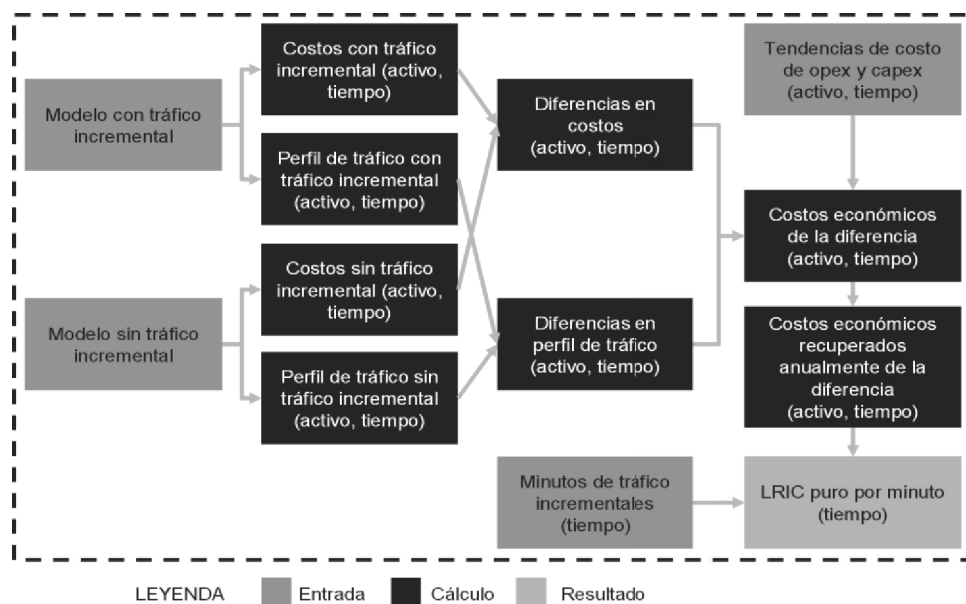 Modelo con tráfico
incremental
Modelo sin tráfico
incremental
Costos con tráfico
incremental (activo,
tiempo)
Perfil de tráfico con
tráfico incremental
(activo, tiempo)
Costos sin tráfico
incremental (activo,
tiempo)
Perfil de tráfico sin
tráfico incremental
(activo, tiempo)
Diferencias en
costos
(activo, tiempo)
Diferencias en
perfil de tráfico
(activo, tiempo)
Minutos de tráfico
incrementales
(tiempo)
Tendencias de costo
de opex y capex
(activo, tiempo)
Costos económicos
de la diferencia
(activo, tiempo)
Costos económicos
recuperados
anualmente de la
diferencia
(activo, tiempo)
LRIC puro por minuto
(tiempo)
LEYENDA Entrada Cálculo Resultado